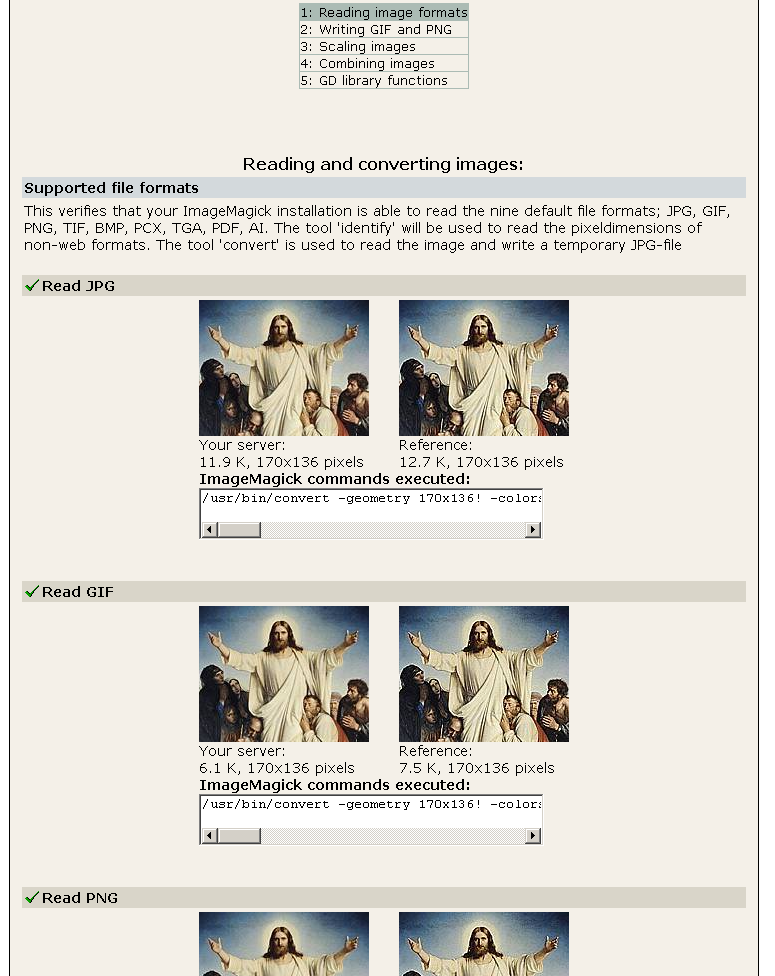 1: Reading image formats
2: Writing GIF and PNG
3: Scaling images
4: Combining images
5: GD library functions
Reading and converting images:
Supported file formats
This verifies that your ImageMagick installation is able to read the nine default file formats; JPG, GIF,
PNG, TIF, BMP, PCX, TGA, PDF, AI. The tool 'identify' will be used to read the pixeldimensions of
non-web formats. The tool 'convert' is used to read the image and write a temporary JPG-file
Read JPG
Your server: Reference:
11.9 K, 170x136 pixels 12.7 K, 170x136 pixels
ImageMagick commands executed:
/usr/bin/convert -geometry 170x136! -colors
Read GIF
Your server: Reference:
6.1 K, 170x136 pixels 7.5 K, 170x136 pixels
ImageMagick commands executed:
/usr/bin/convert -geometry 170x136! -colors
Read PNG